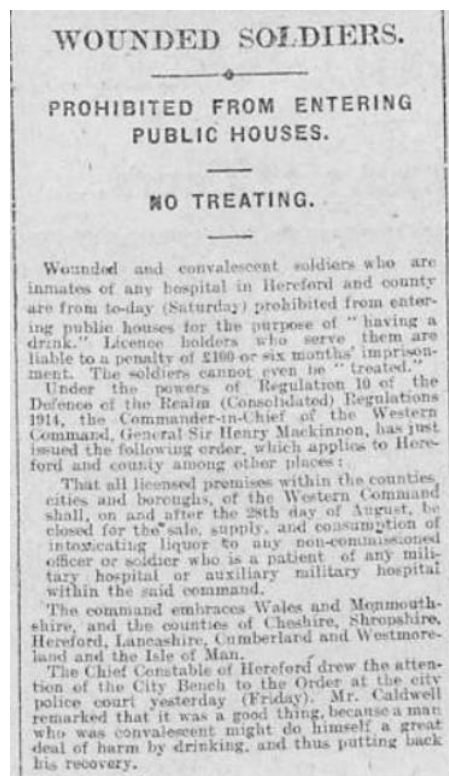 WOUNDED SOLDIERS.
PROHIBITED FROM ENTERING
PUBLIC HOUSES.
NO TREATING.
Wounded and convalescent soldiers who are
inmates of any hospital in Hereford and county
are from to-day (Saturday) prohibited from enter-
ing public houses for the purpose of "having a
drink." Licence holders who serve them are
liable to a penalty of £100 or six months' imprison-
ment. The soldiers cannot even be "treated."
Under the powers of Regulation 10 of the
Defence of the Realm (Consolidated) Regulations
1914, the Commander-in-Chief of the Western
Command, General Sir Henry Mackinnon, has just
issued the following order, which applies to Here-
ford and county among other places:
That all licensed premises within the counties,
cities and boroughs, of the Western Command
shall, on and after the 28th day of August, be
closed for the sale, supply, and consumption of
intoxicating liquor to any non-commissioned
officer or soldier who is a patient of any mili-
tary hospital or auxiliary military hospital
within the said command.
The command embraces Wales and Monmouth-
shire, and the counties of Cheshire, Shropshire,
Hereford, Lancashire, Cumberland and Westmore-
land and the Isle of Man.
The Chief Constable of Hereford drew the atten-
tion of the City Bench to the Order at the city
police court yesterday (Friday). Mr. Caldwell
remarked that it was a good thing, because a man
who was convalescent might do himself a great
deal of harm by drinking, and thus putting back
his recovery.